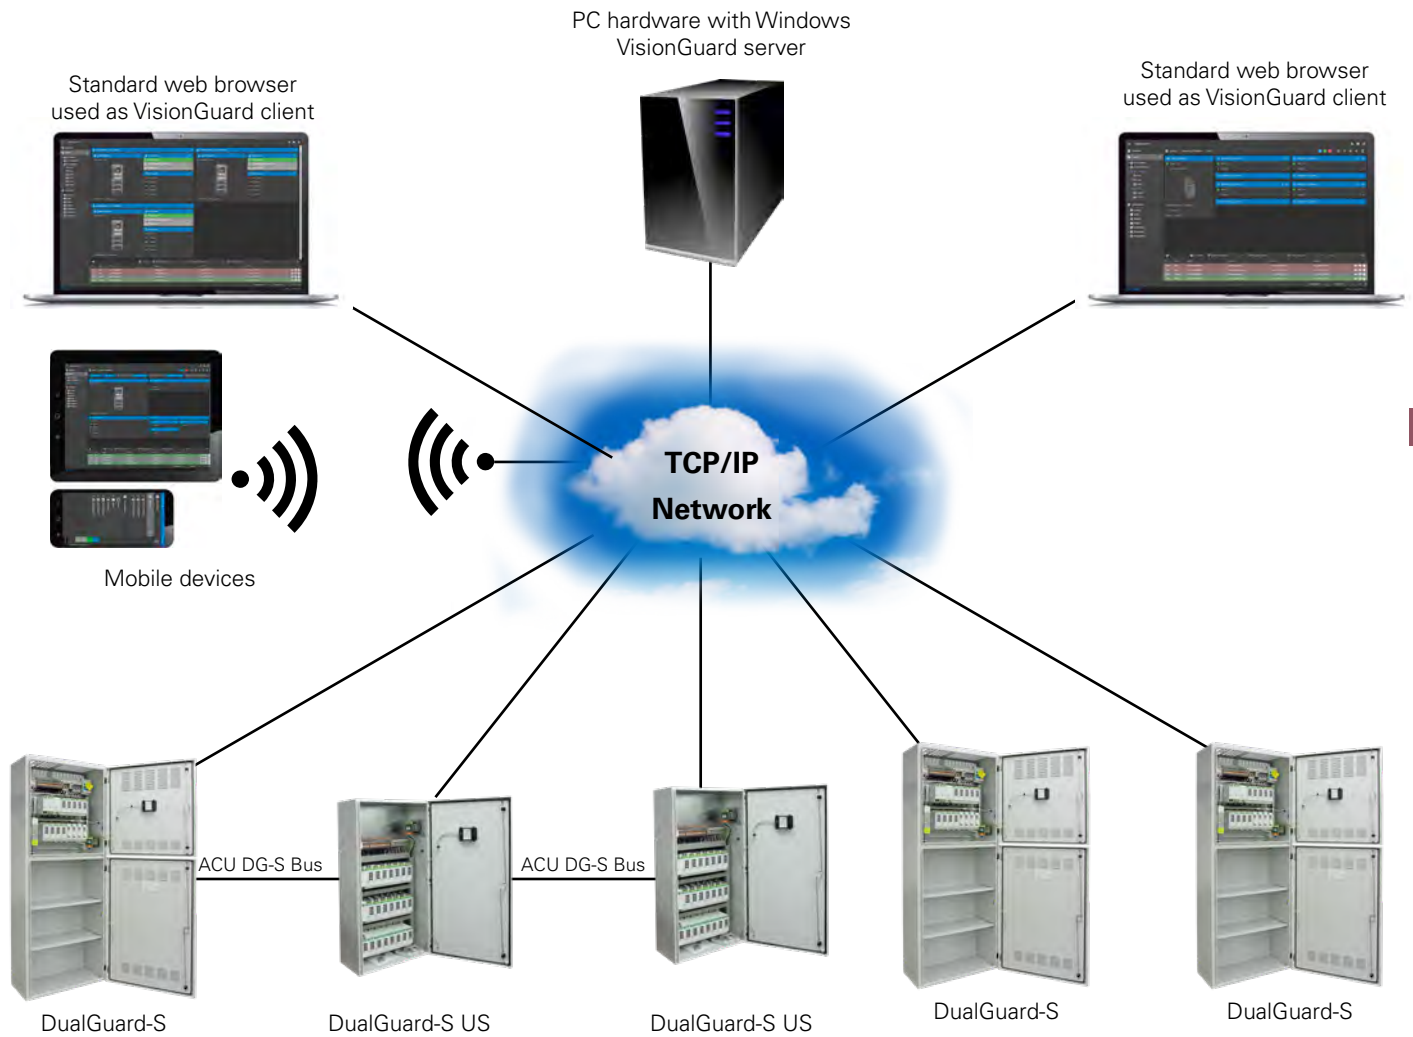 PC hardware with Windows
VisionGuard server
Standard web browser
used as VisionGuard client
Standard web browser
used as VisionGuard client
TCP/IP
Network
Mobile devices
ACU DG-S Bus
ACU DG-S Bus
DualGuard-S
DualGuard-S US
DualGuard-S US
DualGuard-S
DualGuard-S